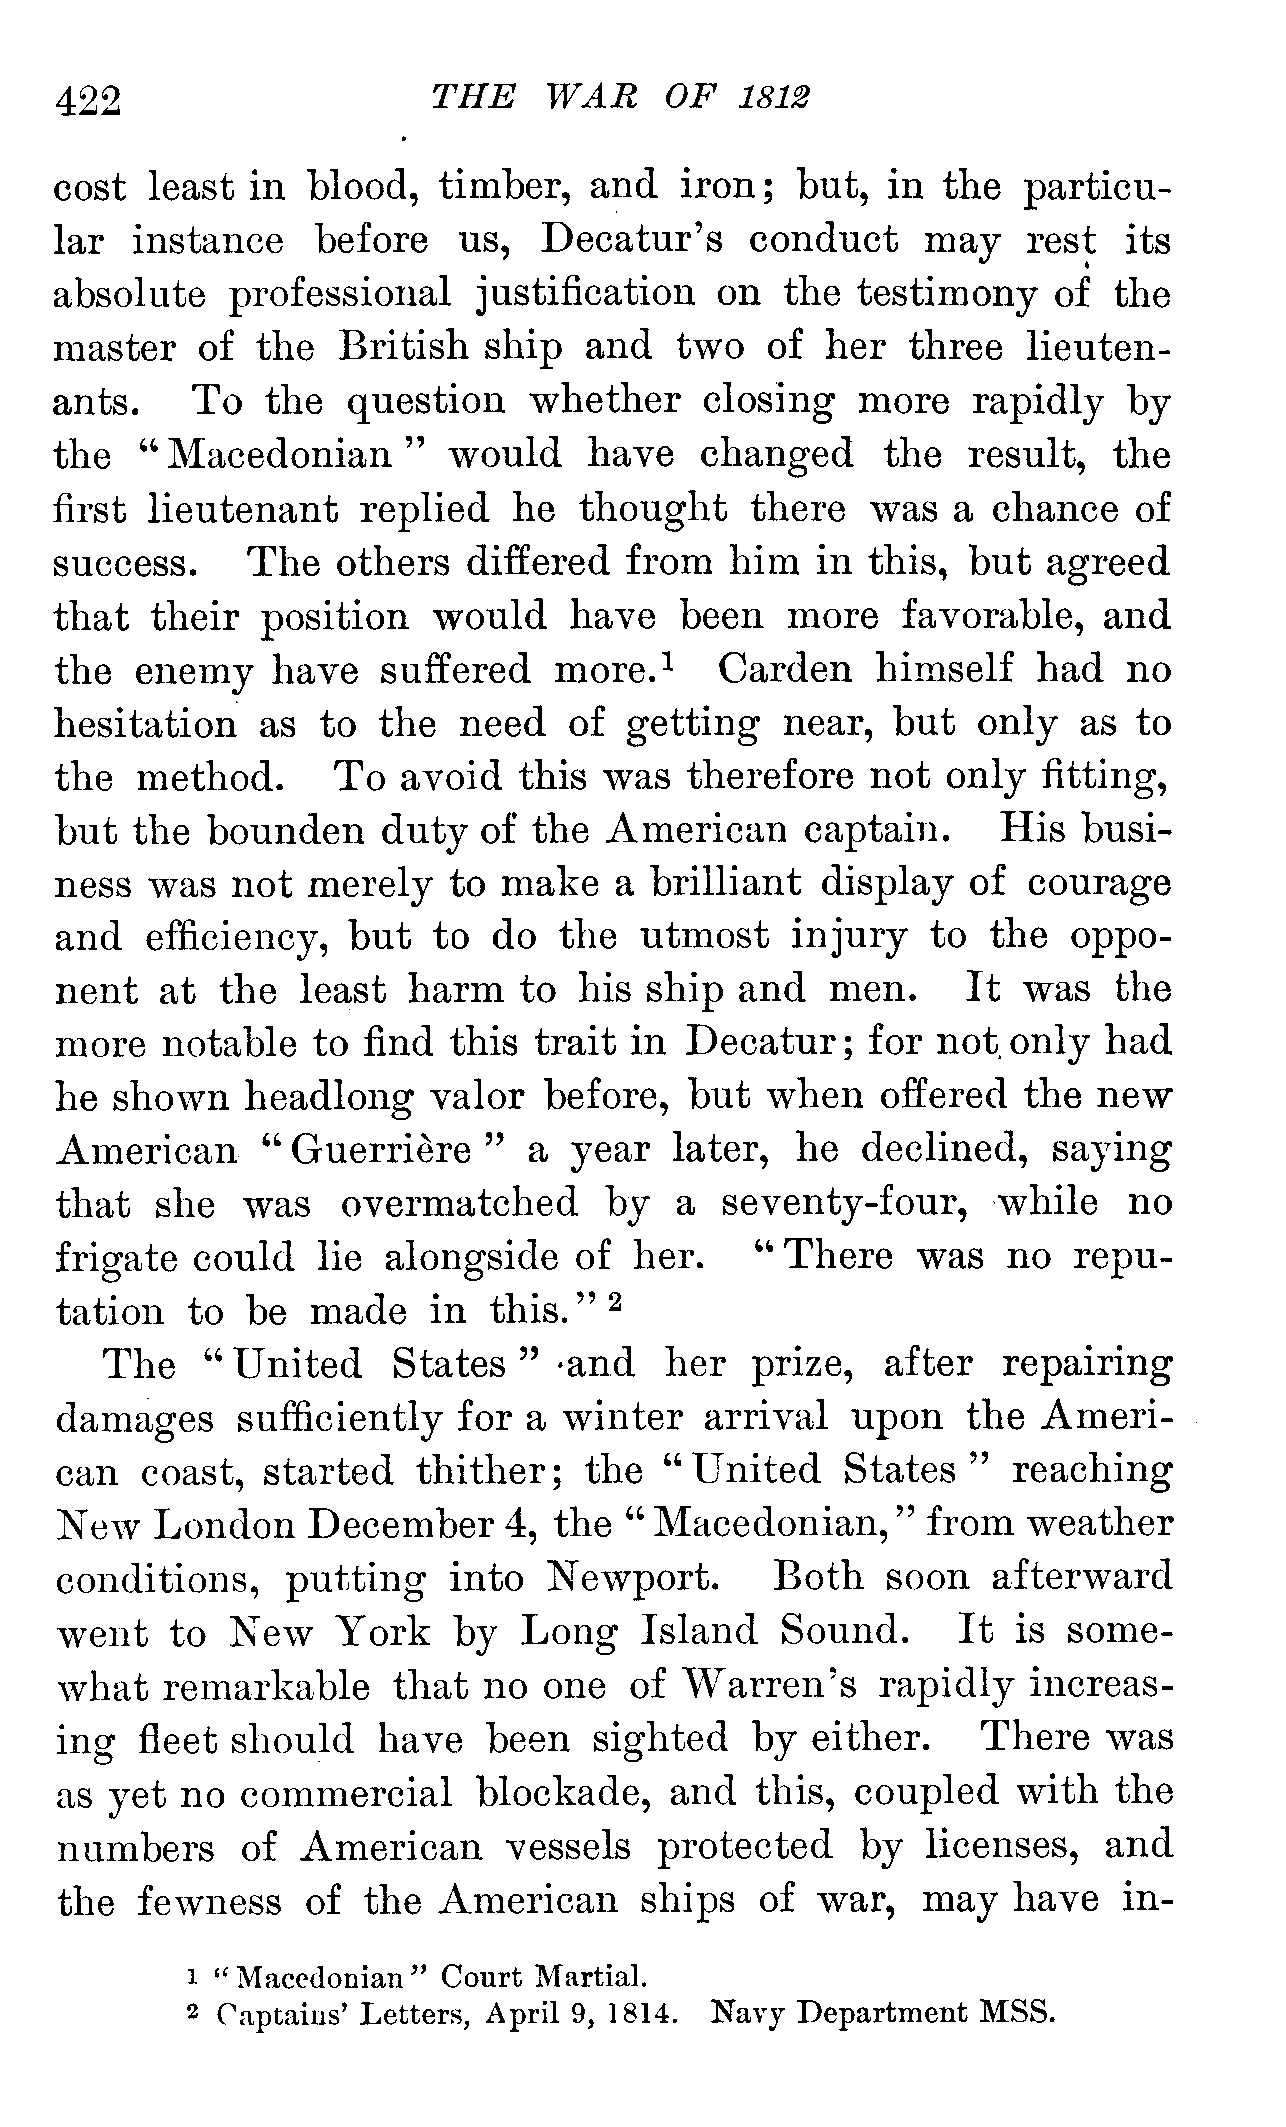 422 THE WAR OF 1812
cost least in blood, timber, and iron; but, in the particu-
lar instance before us, Decatur's conduct may rest its
absolute professional justification on the testimony of the
master of the British ship and two of her three lieuten-
ants. To the question whether closing more rapidly by
the “Macedonian” would have changed the result, the
first lieutenant replied he thought there was a chance of
success. The others differed from him in this, but agreed
that their position would have been more favorable, and
the enemy have suffered more.¹ Carden himself had no
hesitation as to the need of getting near, but only as to
the method. To avoid this was therefore not only fitting,
but the bounden duty of the American captain. His busi-
ness was not merely to make a brilliant display of courage
and efficiency, but to do the utmost injury to the oppo-
nent at the least harm to his ship and men. It was the
more notable to find this trait in Decatur; for not only had
he shown headlong valor before, but when offered the new
American “Guerrière” a year later, he declined, saying
that she was overmatched by a seventy-four, while no
frigate could lie alongside of her. “There was no repu-
tation to be made in this.” ²
The “United States” and her prize, after repairing
damages sufficiently for a winter arrival upon the Ameri-
can coast, started thither; the “United States” reaching
New London December 4, the “Macedonian,” from weather
conditions, putting into Newport. Both soon afterward
went to New York by Long Island Sound. It is some-
what remarkable that no one of Warren's rapidly increas-
ing fleet should have been sighted by either. There was
as yet no commercial blockade, and this, coupled with the
numbers of American vessels protected by licenses, and
the fewness of the American ships of war, may have in-
¹ “Macedonian” Court Martial.
² Captains' Letters, April 9, 1814. Navy Department MSS.